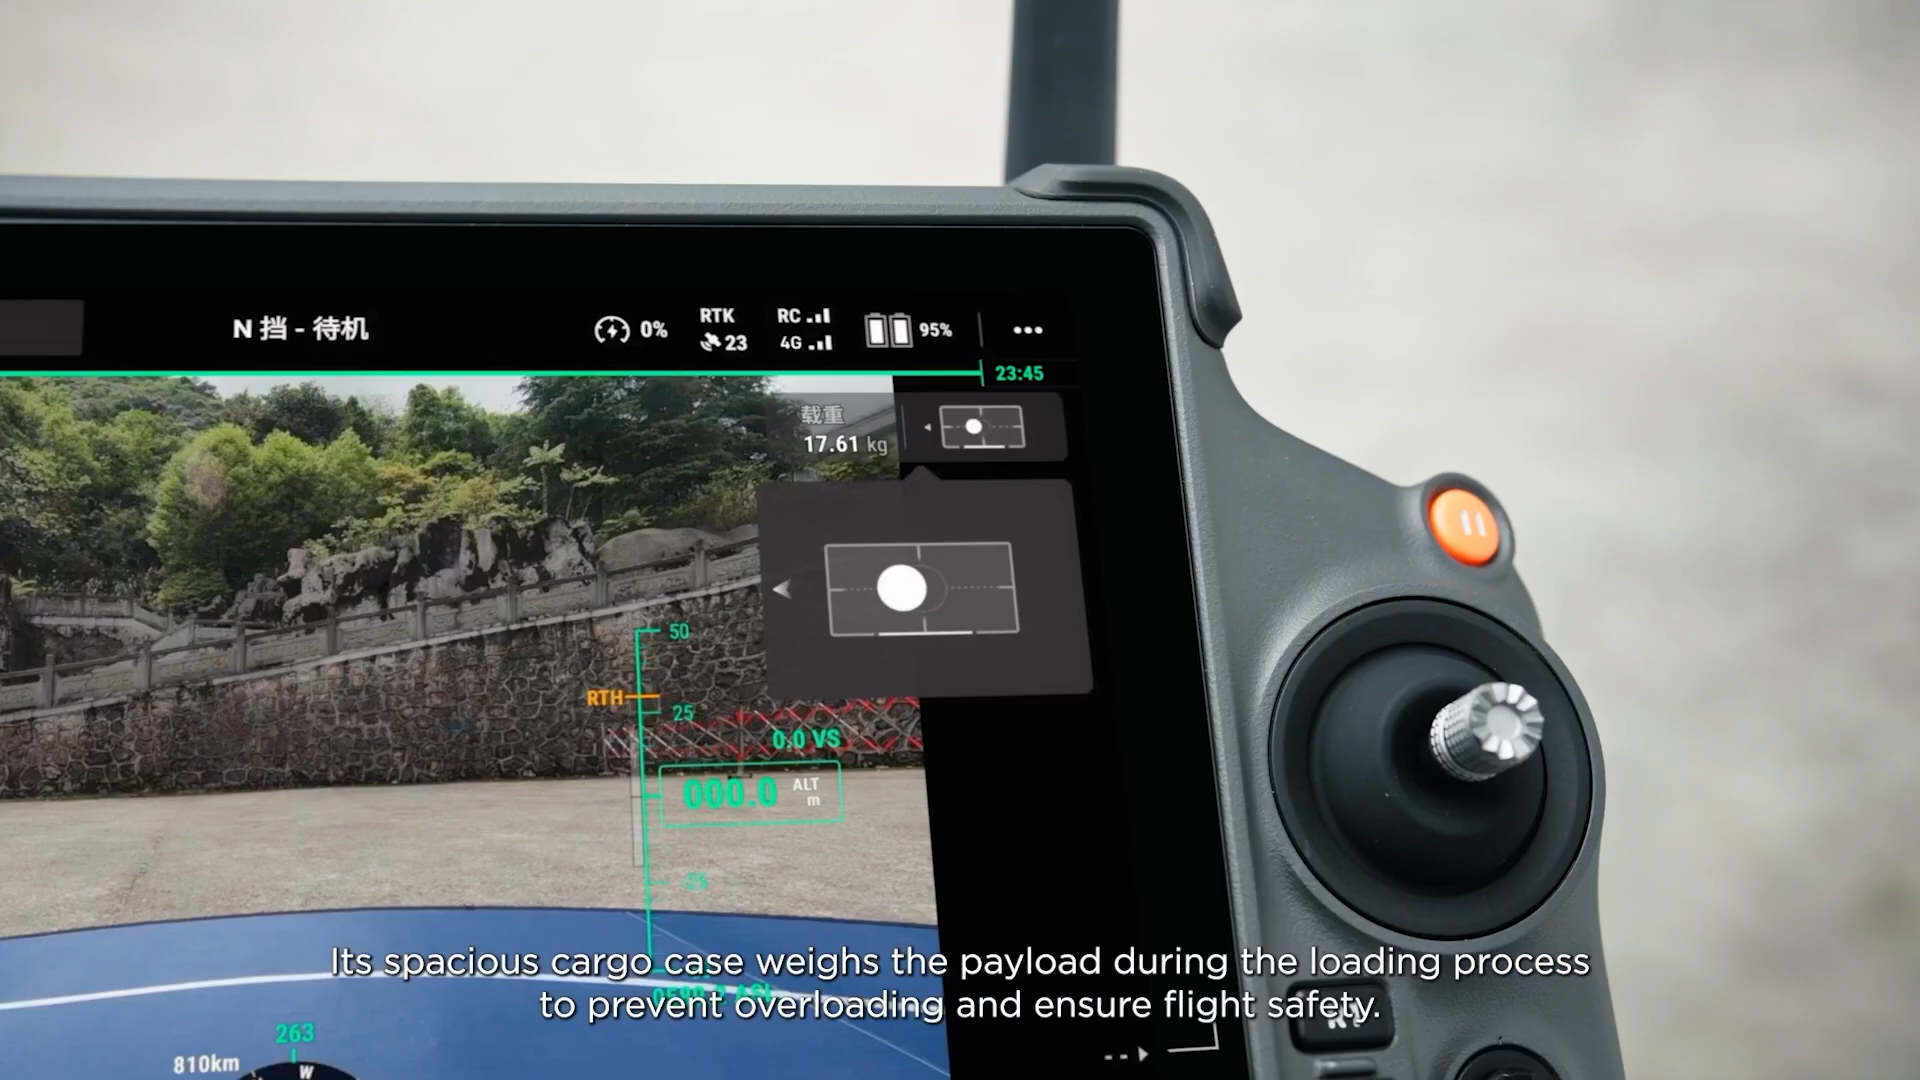 N 挡 - 待机
0%
RTK
23
RC
4G
95%
23:45
载重
17.61 kg
50
RTH
25
0.0 VS
000.0 ALT
m
-25
Its spacious cargo case weighs the payload during the loading process
to prevent overloading and ensure flight safety.
263
810km
W